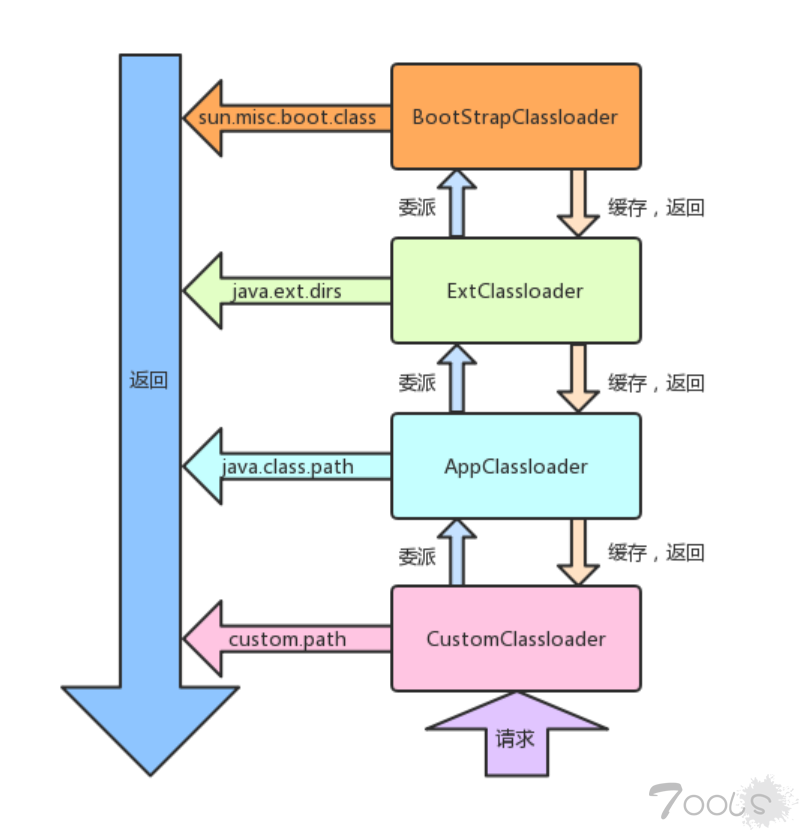 sun.misc.boot.class
BootStrapClassloader
委派
缓存，返回
java.ext.dirs
ExtClassloader
返回
委派
缓存，返回
java.class.path
AppClassloader
委派
缓存，返回
custom.path
CustomClassloader
请求
7ooLS